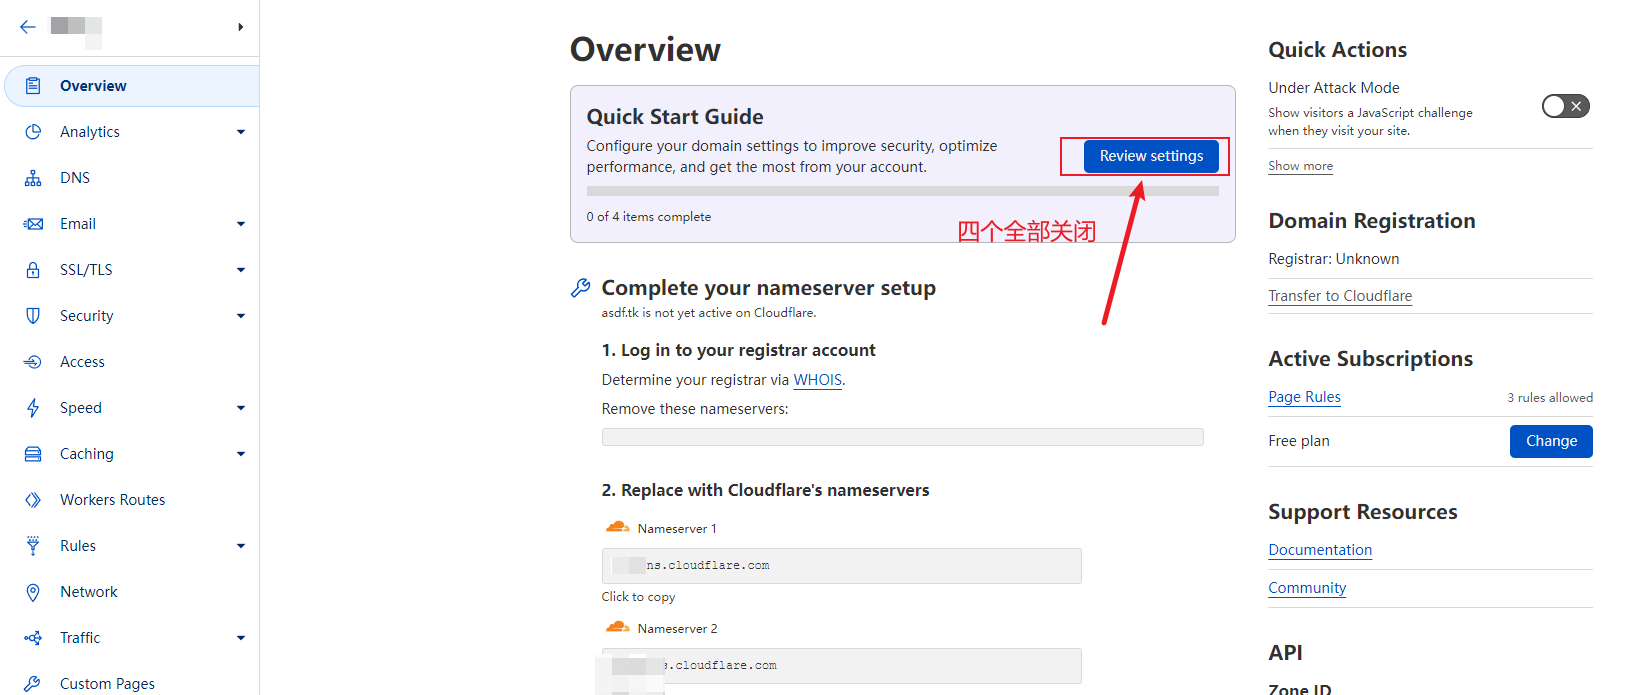 Overview
Analytics
DNS
Email
SSL/TLS
Security
Access
Speed
Caching
Workers Routes
Rules
Network
Traffic
Custom Pages
Overview
Quick Start Guide
Configure your domain settings to improve security, optimize
performance, and get the most from your account.
Review settings
0 of 4 items complete
四个全部关闭
Complete your nameserver setup
asdf.tk is not yet active on Cloudflare.
1. Log in to your registrar account
Determine your registrar via WHOIS.
Remove these nameservers:
2. Replace with Cloudflare's nameservers
Nameserver 1
ns.cloudflare.com
Click to copy
Nameserver 2
s.cloudflare.com
Quick Actions
Under Attack Mode
Show visitors a JavaScript challenge
when they visit your site.
Show more
Domain Registration
Registrar: Unknown
Transfer to Cloudflare
Active Subscriptions
Page Rules 3 rules allowed
Free plan Change
Support Resources
Documentation
Community
API
Zone ID